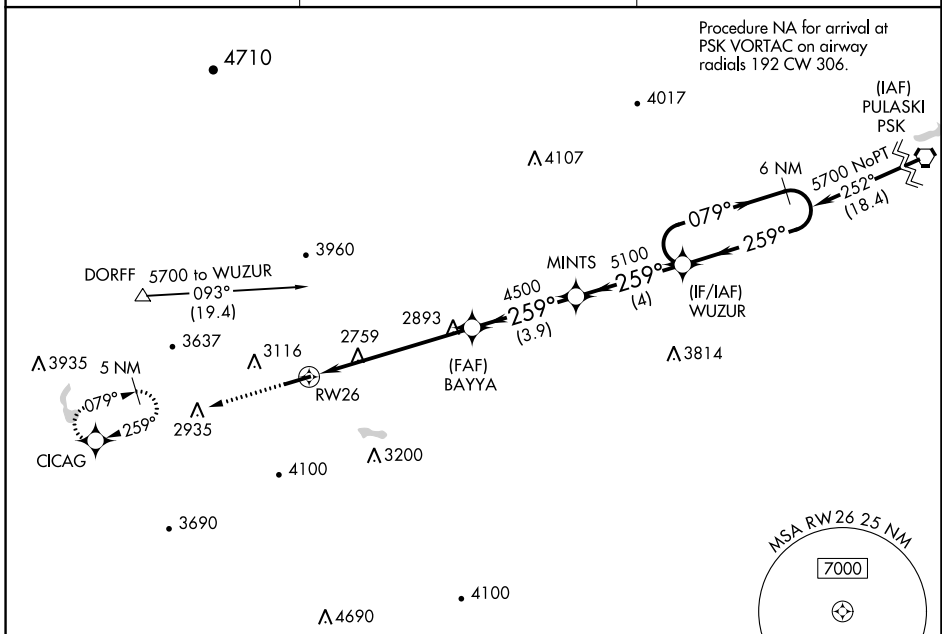 Procedure NA for arrival at
PSK VORTAC on airway
radials 192 CW 306.
4710
4017
(IAF)
PULASKI
PSK
4107
6 NM
5700 NoPT
252°
(18.4)
079°
259°
3960
MINTS
5100
259°
(4)
(IF/IAF)
WUZUR
DORFF
5700 to WUZUR
093°
(19.4)
4500
259°
(3.9)
2893
(FAF)
BAYYA
2759
3637
3116
3814
3935
5 NM
RW26
079°
259°
2935
CICAG
3200
4100
3690
MSA RW26 25 NM
7000
4100
4690